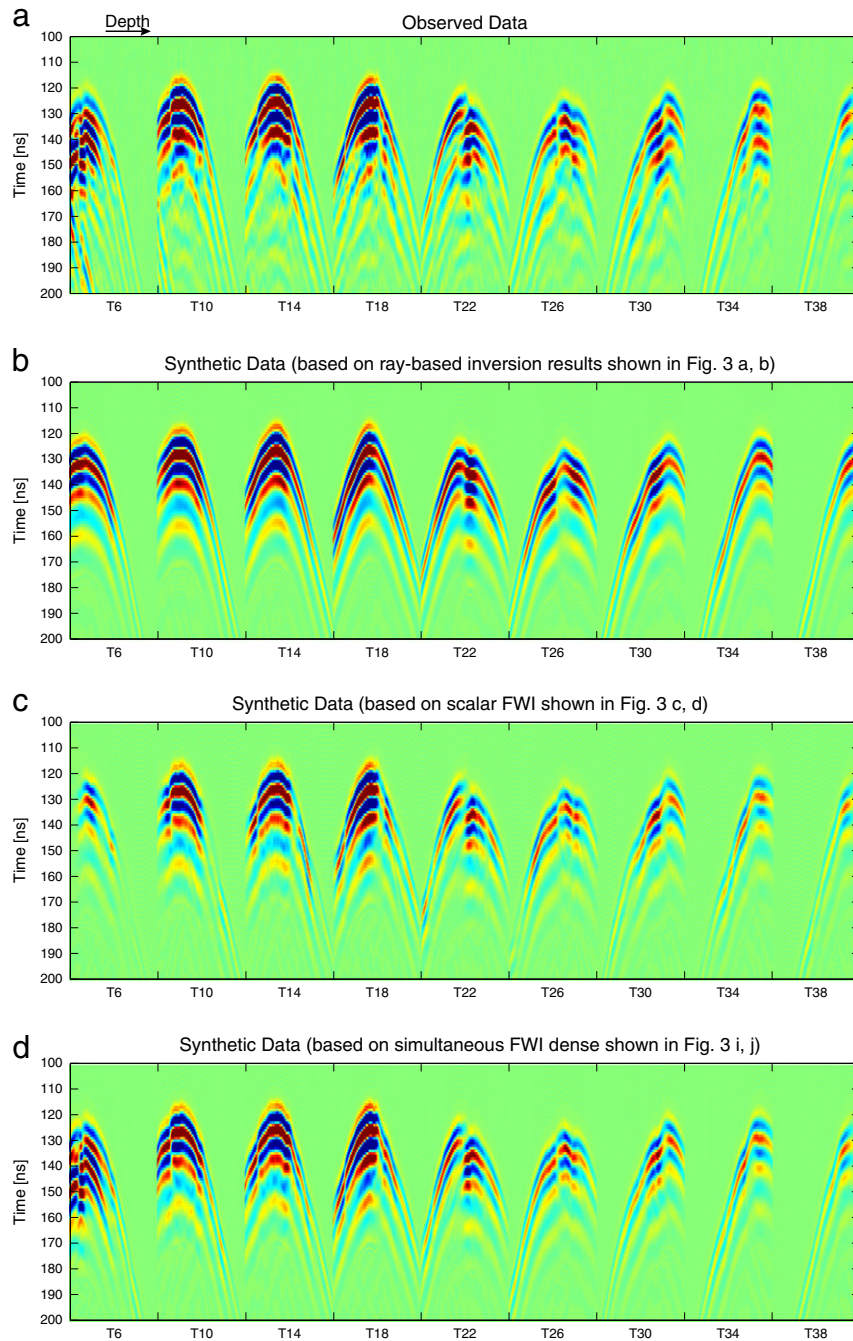 a
Depth
Observed Data
Time [ns]
100
110
120
130
140
150
160
170
180
190
200
T6 T10 T14 T18 T22 T26 T30 T34 T38
b
Synthetic Data (based on ray-based inversion results shown in Fig. 3 a, b)
Time [ns]
100
110
120
130
140
150
160
170
180
190
200
T6 T10 T14 T18 T22 T26 T30 T34 T38
c
Synthetic Data (based on scalar FWI shown in Fig. 3 c, d)
Time [ns]
100
110
120
130
140
150
160
170
180
190
200
T6 T10 T14 T18 T22 T26 T30 T34 T38
d
Synthetic Data (based on simultaneous FWI dense shown in Fig. 3 i, j)
Time [ns]
100
110
120
130
140
150
160
170
180
190
200
T6 T10 T14 T18 T22 T26 T30 T34 T38